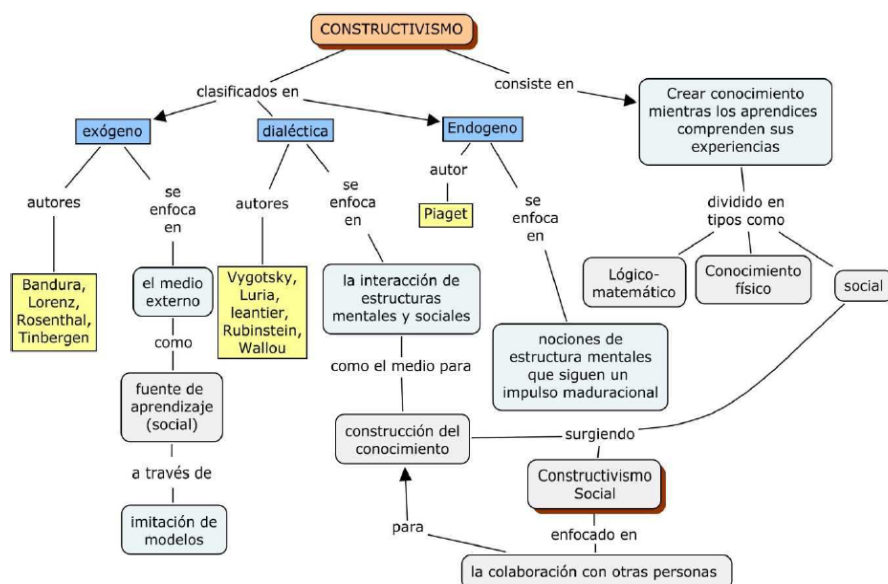 CONSTRUCTIVISMO
clasificados en
consiste en
Crear conocimiento
mientras los aprendices
comprenden sus
experiencias
exógeno
dialéctica
Endogeno
autores
se
enfoca
en
autores
se
enfoca
en
autor
Piaget
se
enfoca
en
dividido en
tipos como
Bandura,
Lorenz,
Rosenthal,
Tinbergen
el medio
externo
Vygotsky,
Luria,
leantier,
Rubinstein,
Wallou
la interacción de
estructuras
mentales y sociales
Lógico-
matemático
Conocimiento
físico
social
como
como el medio para
nociones de
estructura mentales
que siguen un
impulso maduracional
fuente de
aprendizaje
(social)
construcción del
conocimiento
surgiendo
a través de
Constructivismo
Social
imitación de
modelos
para
enfocado en
la colaboración con otras personas